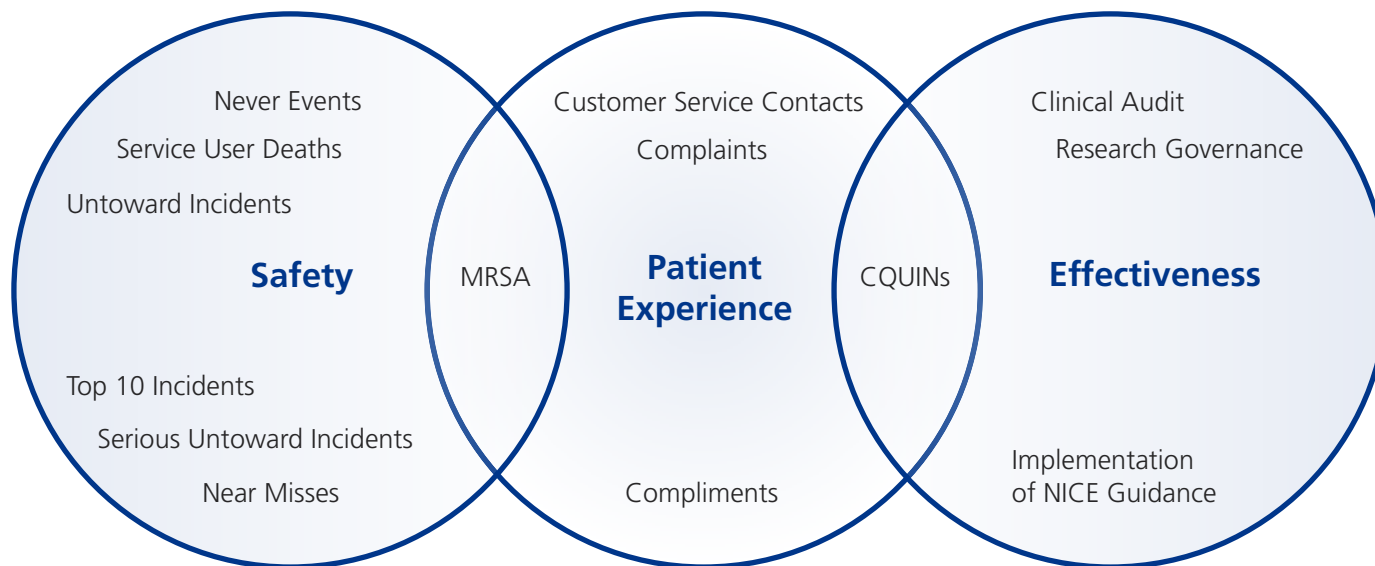 Never Events
Service User Deaths
Untoward Incidents
Safety
Top 10 Incidents
Serious Untoward Incidents
Near Misses
MRSA
Customer Service Contacts
Complaints
Patient
Experience
Compliments
CQUINs
Clinical Audit
Research Governance
Effectiveness
Implementation
of NICE Guidance